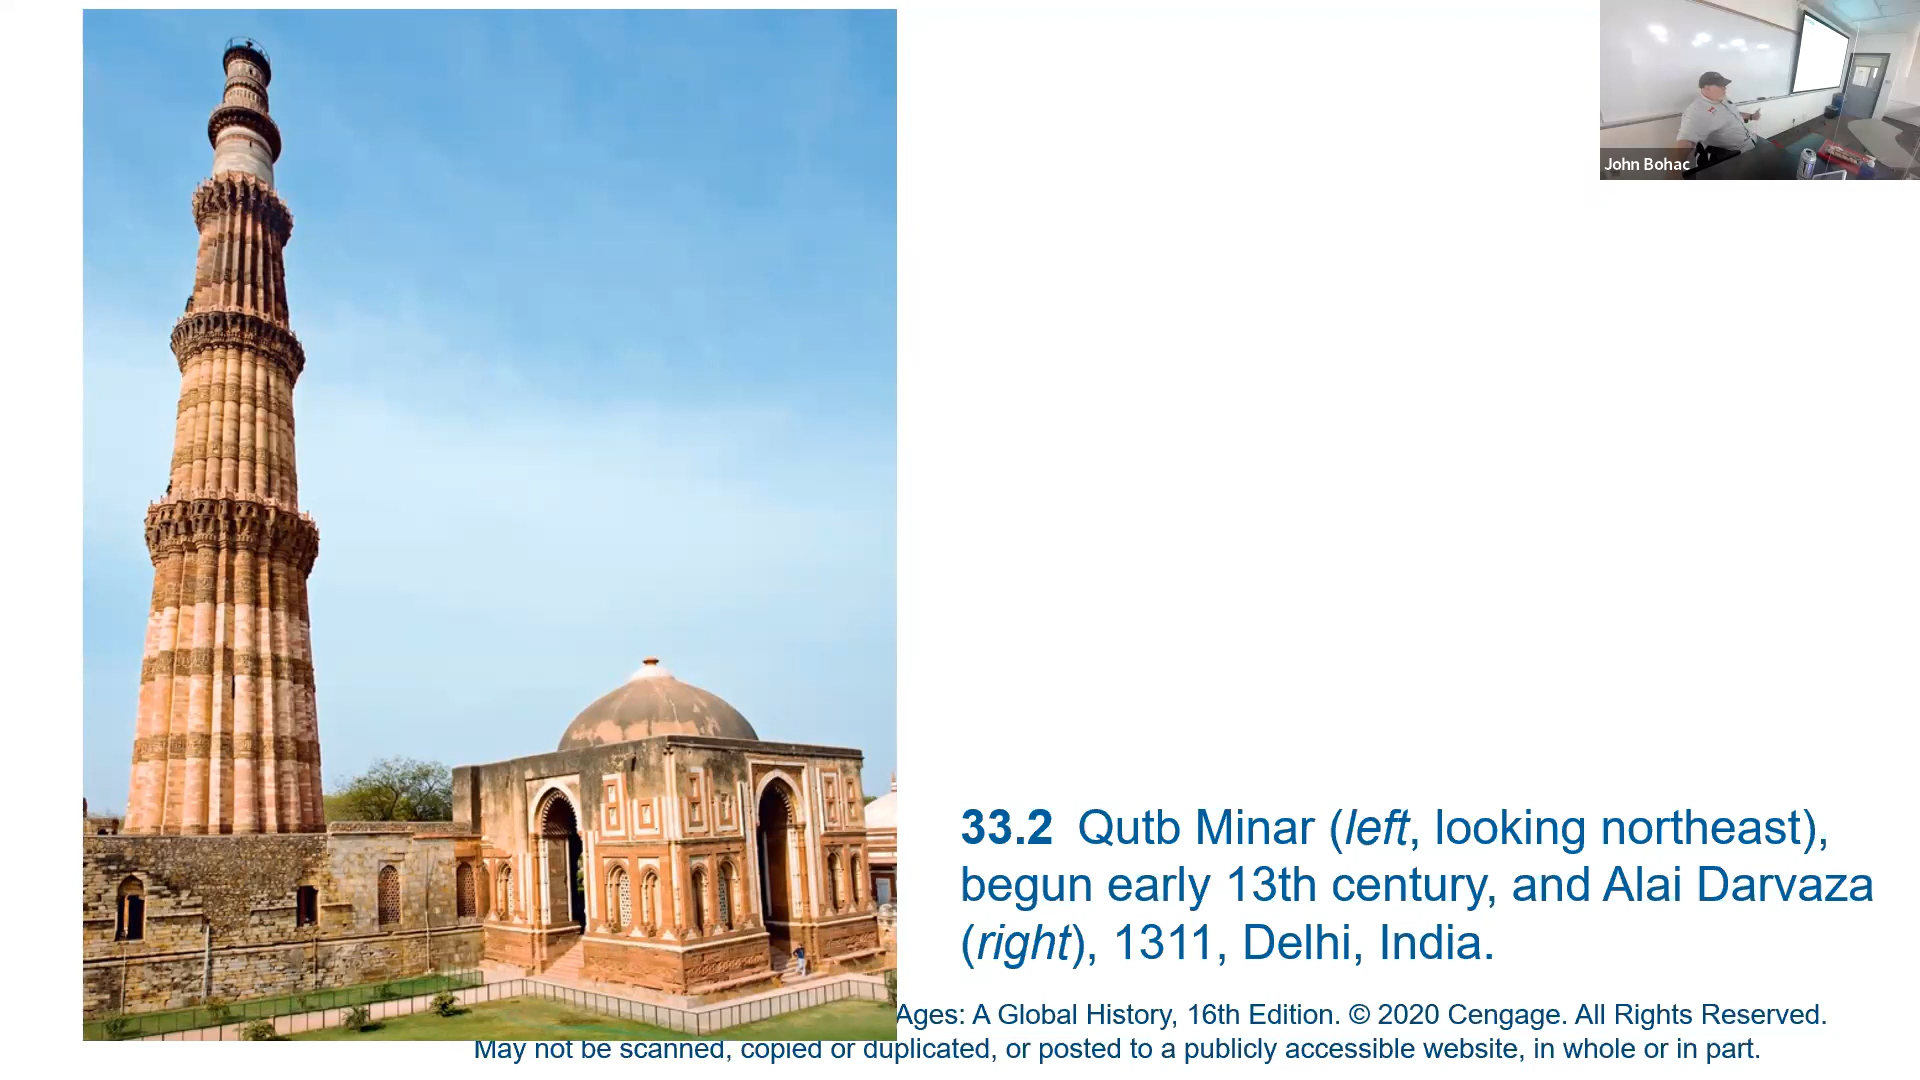 John Bohac
33.2 Qutb Minar (left, looking northeast),
begun early 13th century, and Alai Darvaza
(right), 1311, Delhi, India.
Ages: A Global History, 16th Edition. © 2020 Cengage. All Rights Reserved.
May not be scanned, copied or duplicated, or posted to a publicly accessible website, in whole or in part.